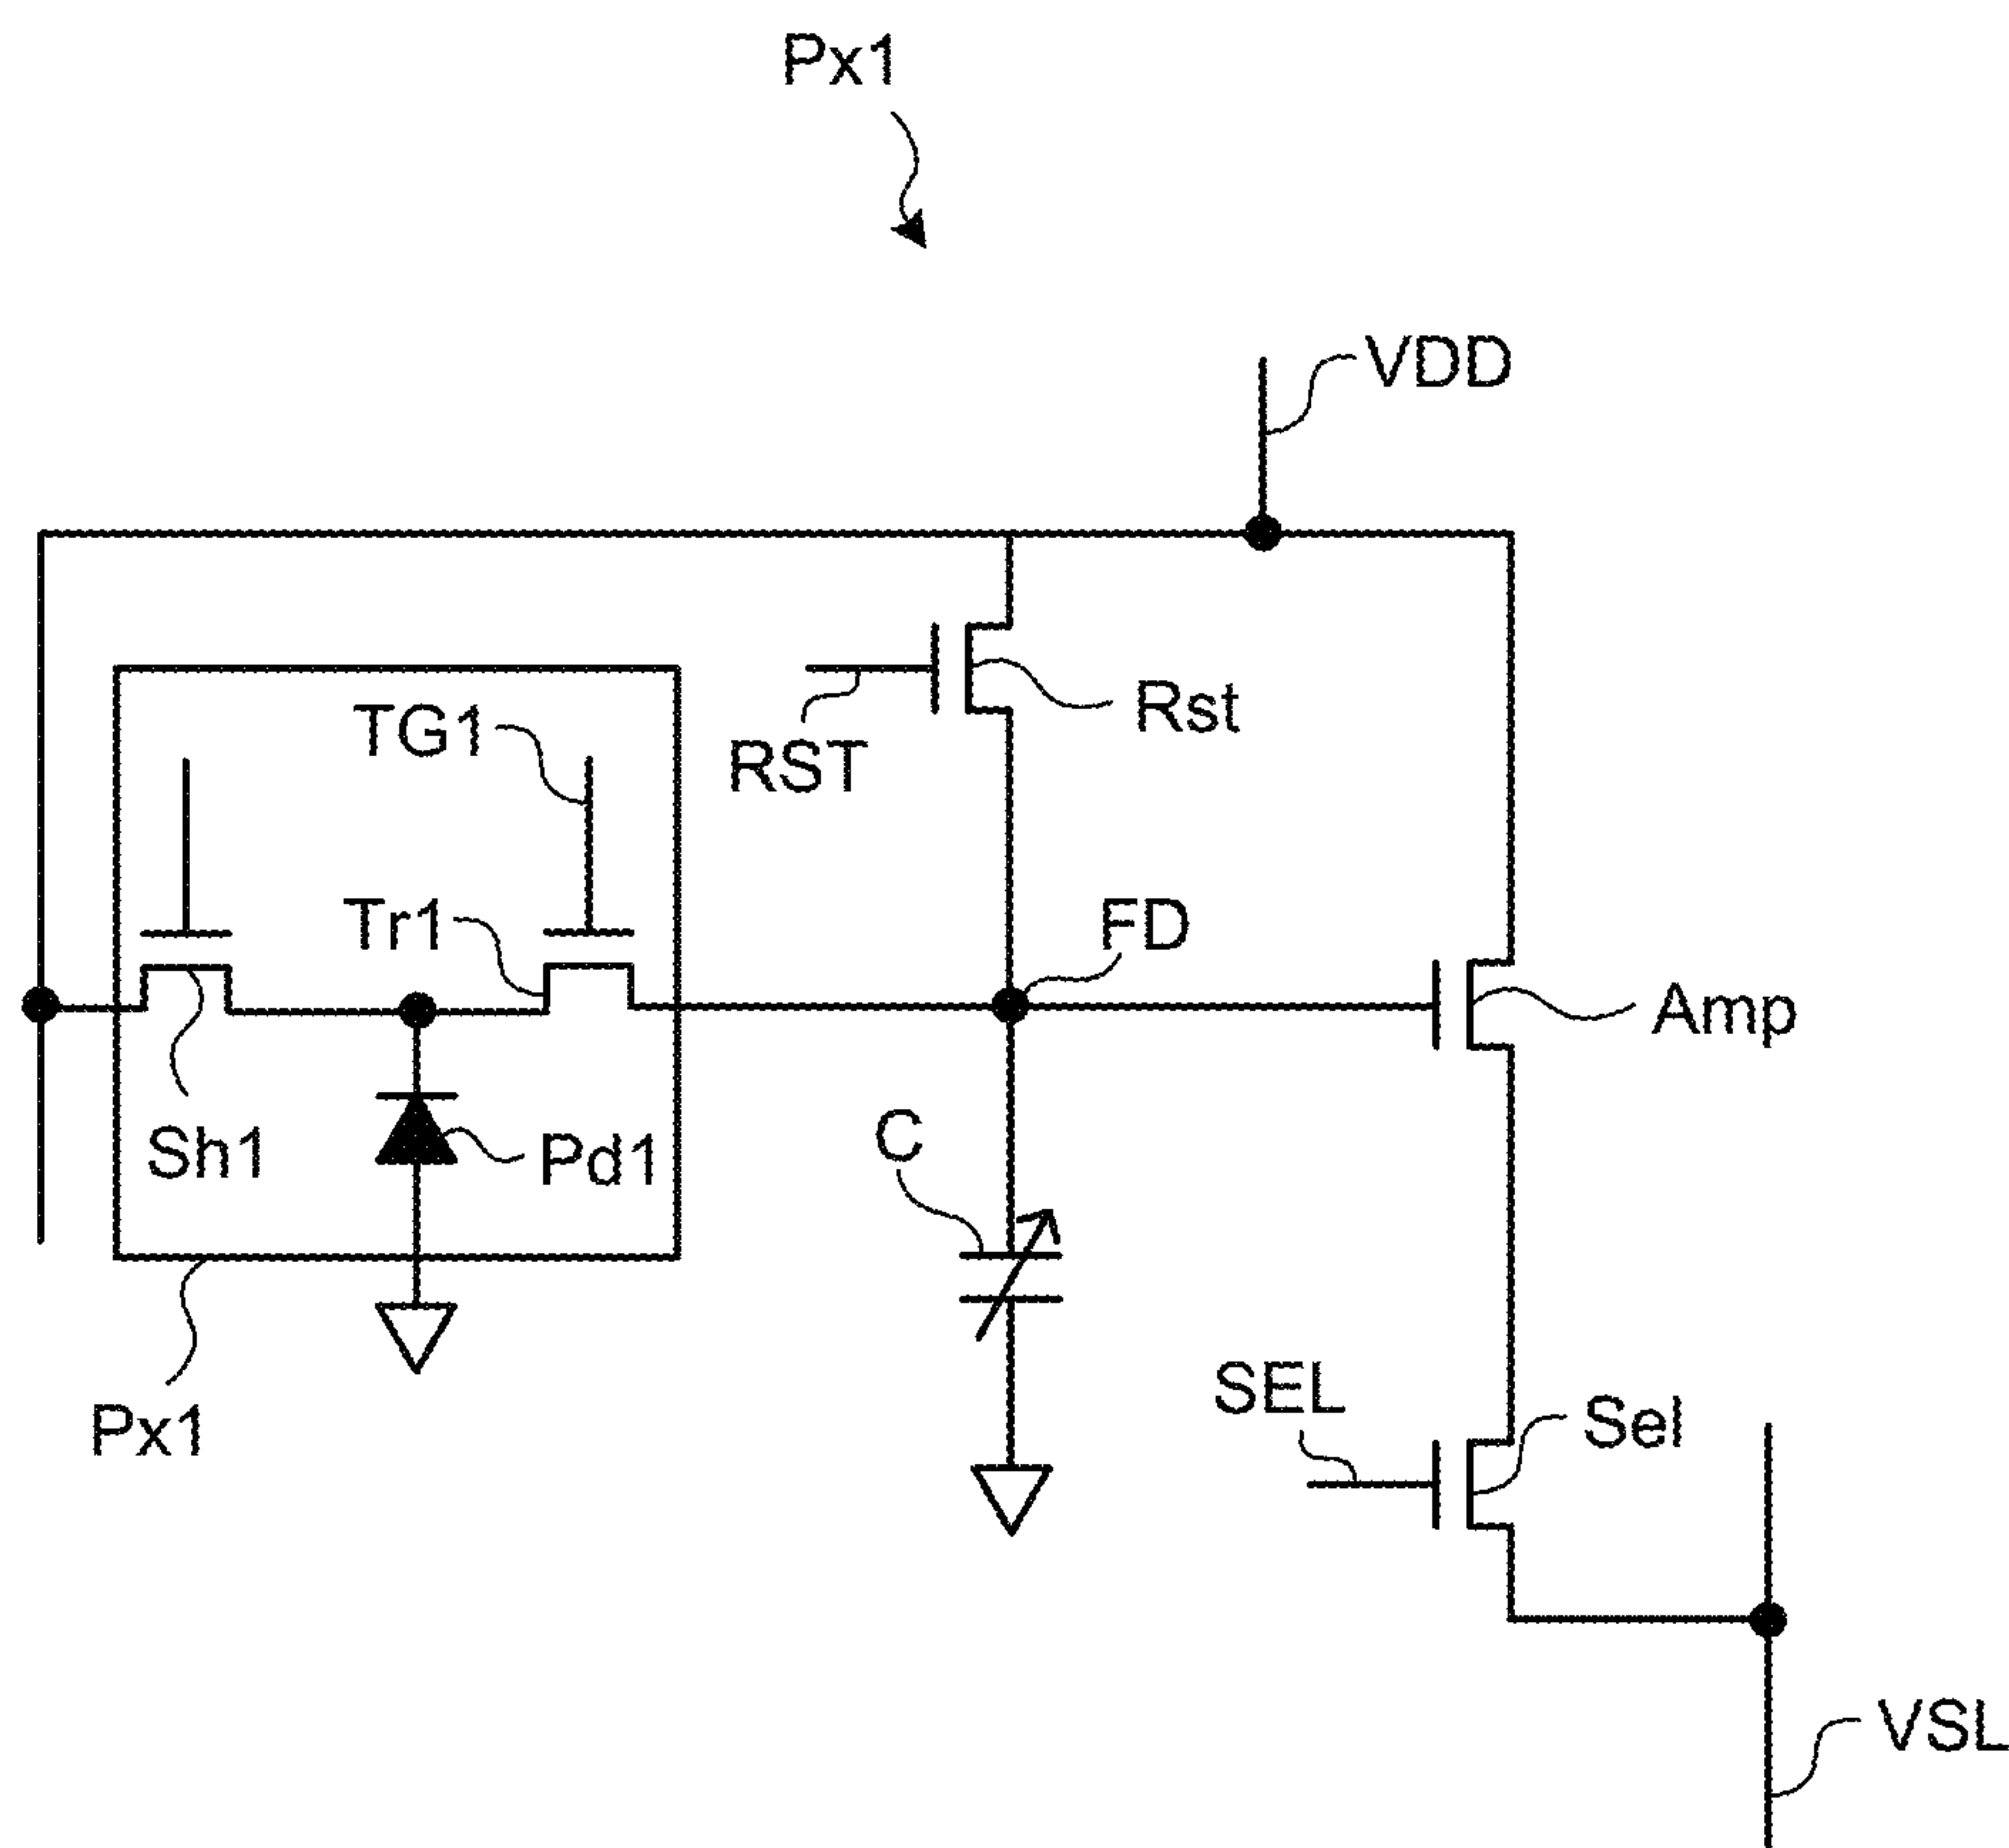 Px1
VDD
Rst
RST
TG1
Tr1
FD
Amp
C
Sh1
Pd1
SEL
Sel
Px1
VSL